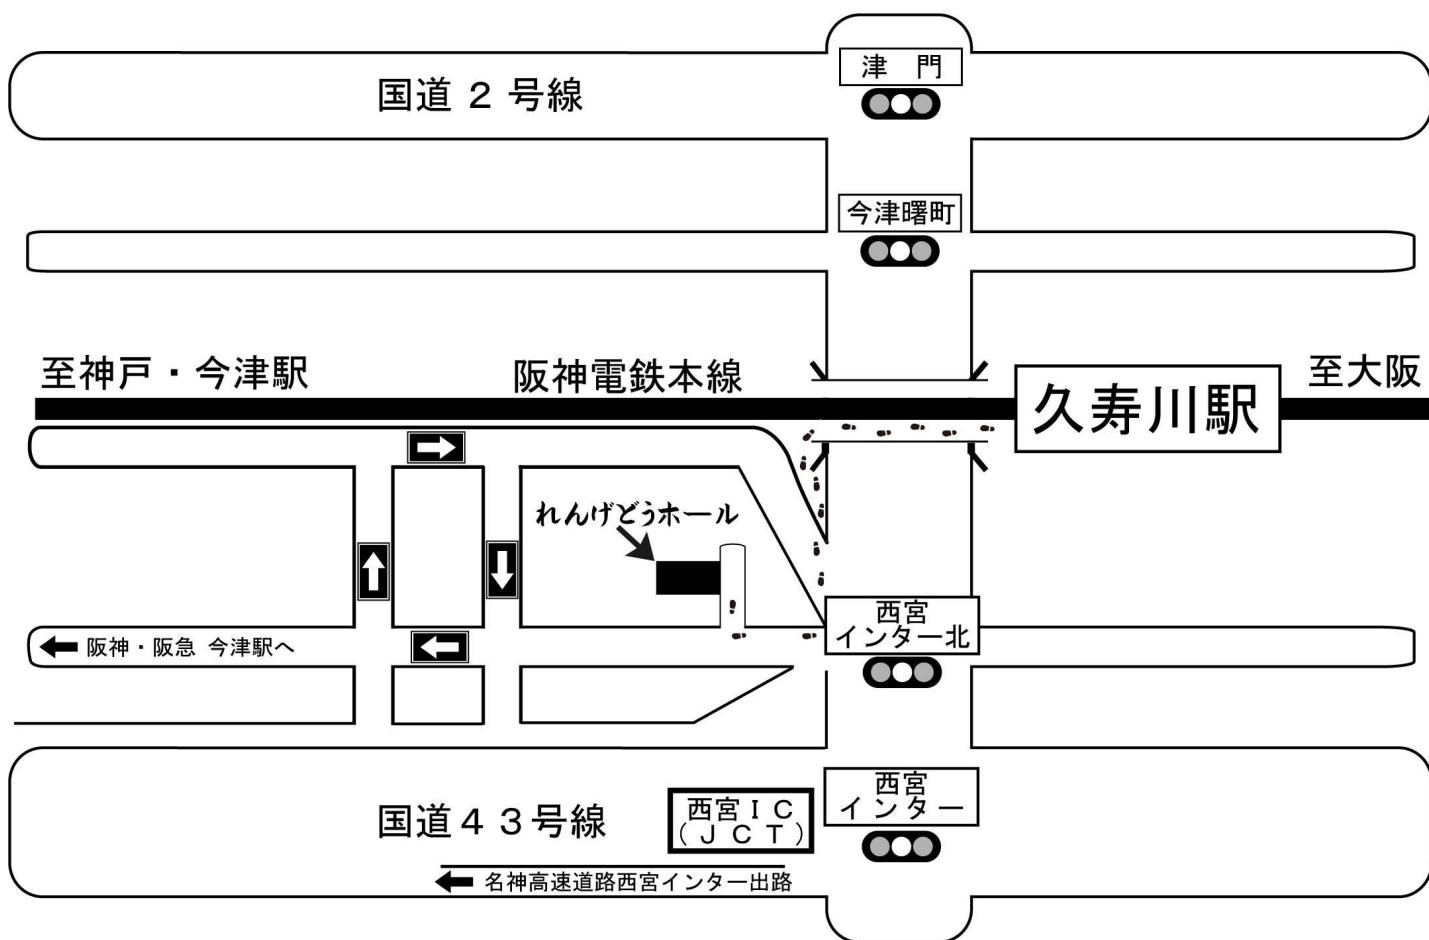 津　門
国道 2 号線
今津曙町
至神戸・今津駅
阪神電鉄本線
久寿川駅
至大阪
れんげどうホール
西宮
インター北
阪神・阪急 今津駅へ
西宮
インター
西宮ＩＣ
(ＪＣＴ)
国道４３号線
名神高速道路西宮インター出路